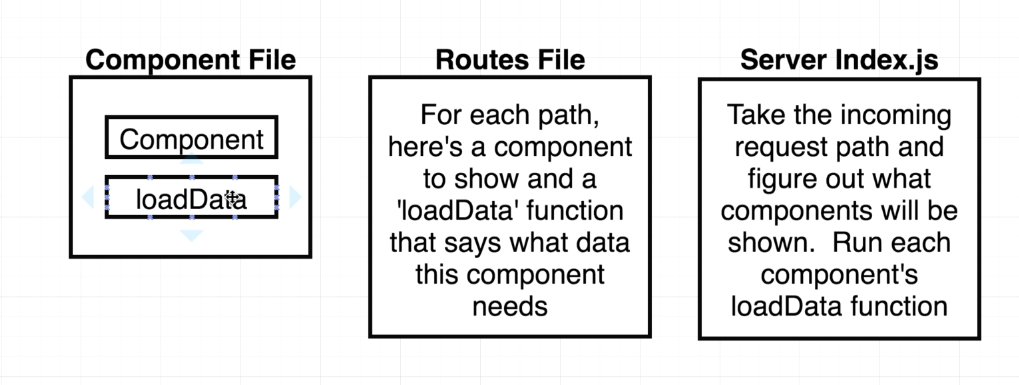 Component File
Component
loadData
Routes File
For each path,
here's a component
to show and a
'loadData' function
that says what data
this component
needs
Server Index.js
Take the incoming
request path and
figure out what
components will be
shown.  Run each
component's
loadData function